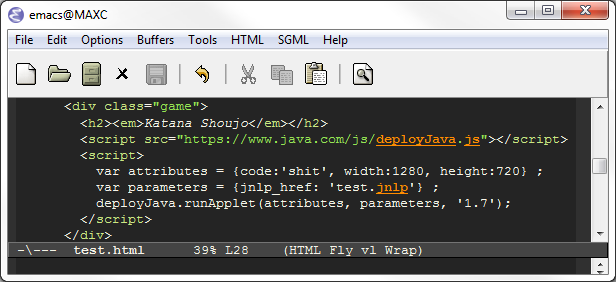 emacs@MAXC
File Edit Options Buffers Tools HTML SGML Help
<div class="game">
<h2><em>Katana Shoujo</em></h2>
<script src="https://www.java.com/js/deployJava.js"></script>
<script>
var attributes = {code:'shit', width:1280, height:720} ;
var parameters = {jnlp_href: 'test.jnlp'} ;
deployJava.runApplet(attributes, parameters, '1.7');
</script>
</div>
-\--- test.html 39% L28 (HTML Fly vl Wrap)